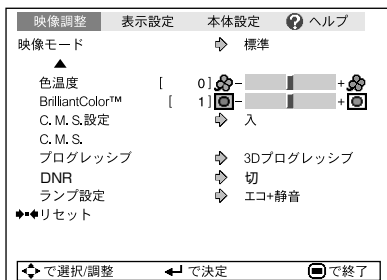 映像調整 表示設定 本体設定 ? ヘルプ
映像モード 標準
色温度 [ 0] - +
BrilliantColor™ [ 1] - +
C. M. S.設定 入
C. M. S.
プログレッシブ 3Dプログレッシブ
DNR 切
ランプ設定 エコ+静音
リセット
で選択/調整 で決定 で終了